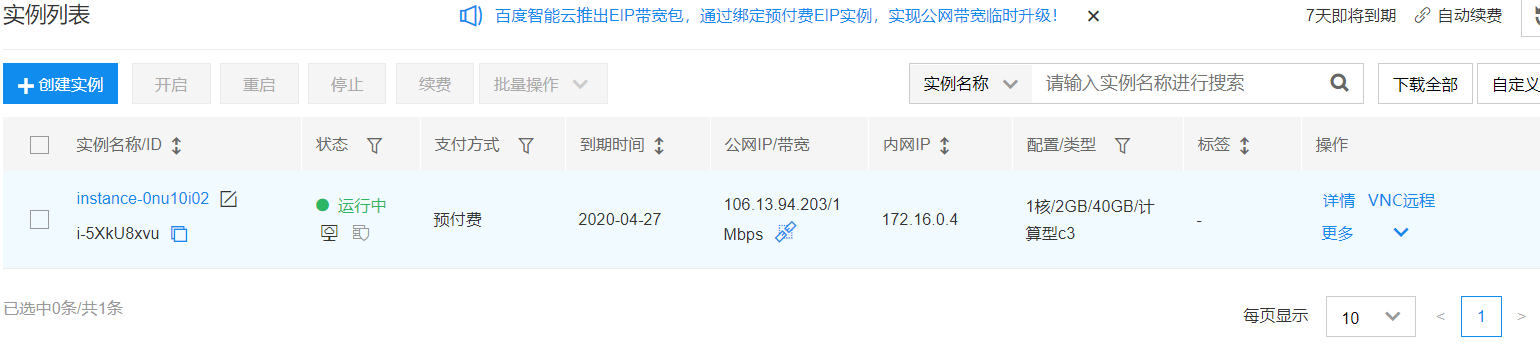 实例列表
百度智能云推出EIP带宽包，通过绑定预付费EIP实例，实现公网带宽临时升级！
7天即将到期
自动续费
创建实例
开启
重启
停止
续费
批量操作
实例名称
请输入实例名称进行搜索
下载全部
自定义
实例名称/ID
状态
支付方式
到期时间
公网IP/带宽
内网IP
配置/类型
标签
操作
instance-0nu10i02
i-5XkU8xvu
运行中
预付费
2020-04-27
106.13.94.203/1
Mbps
172.16.0.4
1核/2GB/40GB/计
算型c3
-
详情 VNC远程
更多
已选中0条/共1条
每页显示
10
< 1 >